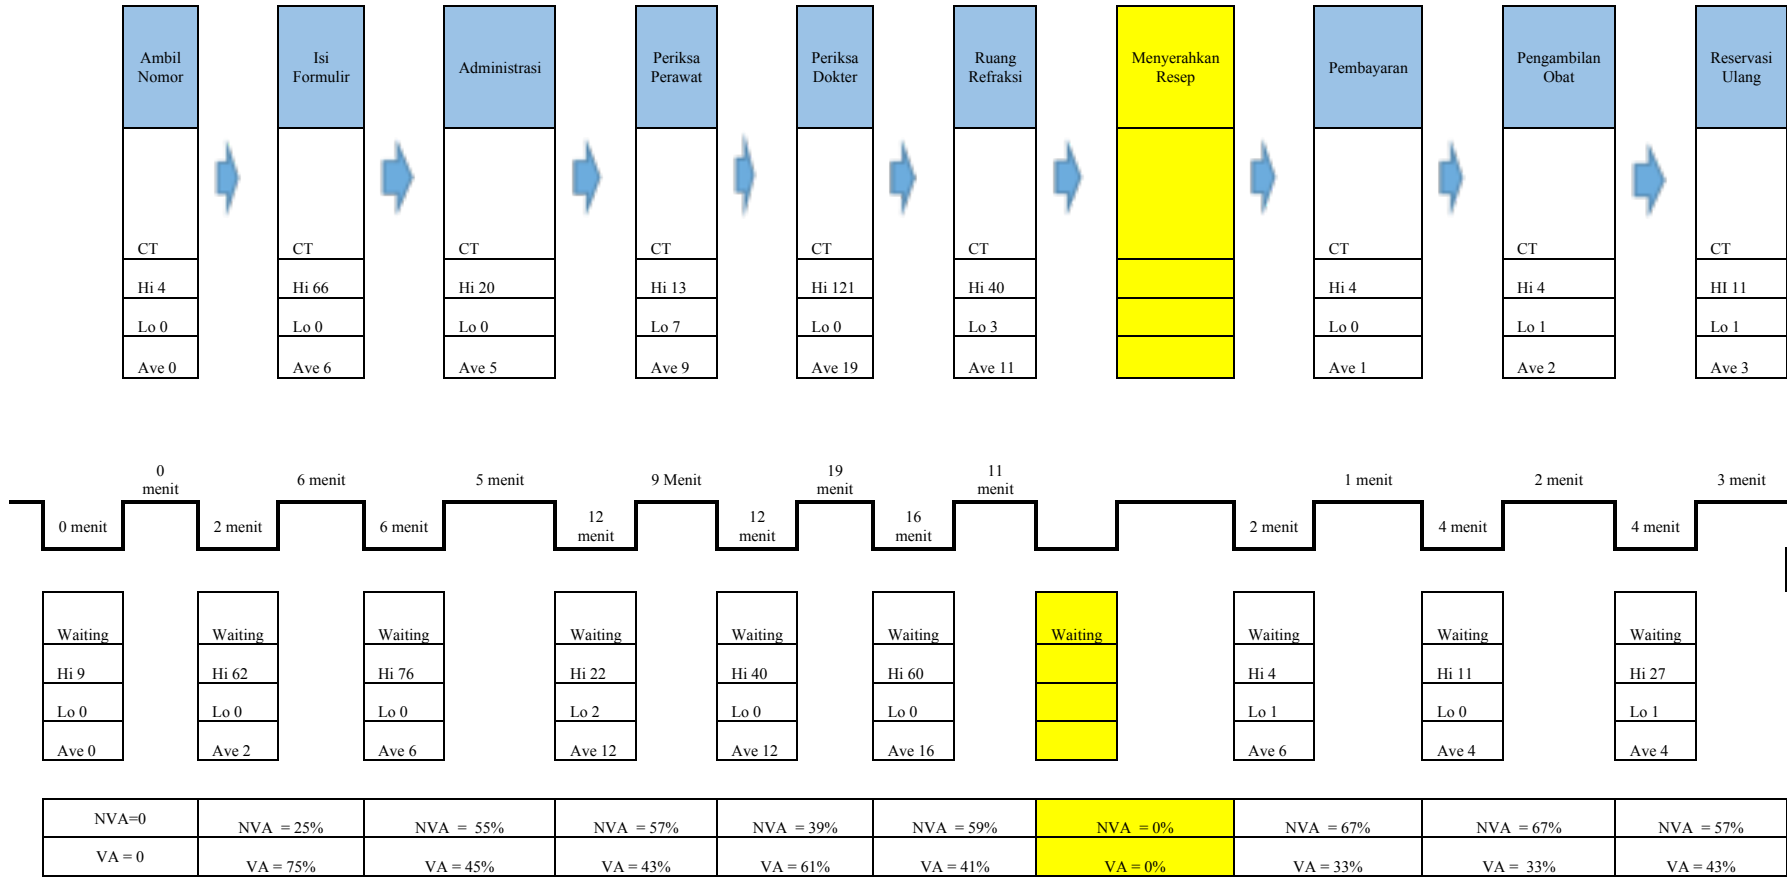 Ambil
Nomor
Isi
Formulir
Administrasi
Periksa
Perawat
Periksa
Dokter
Ruang
Refraksi
Menyerahkan
Resep
Pembayaran
Pengambilan
Obat
Reservasi
Ulang
CT CT CT CT CT CT CT CT CT
Hi 4 Hi 66 Hi 20 Hi 13 Hi 121 Hi 40 Hi 4 Hi 4 HI 11
Lo 0 Lo 0 Lo 0 Lo 7 Lo 0 Lo 3 Lo 0 Lo 1 Lo 1
Ave 0 Ave 6 Ave 5 Ave 9 Ave 19 Ave 11 Ave 1 Ave 2 Ave 3
0
menit
6 menit
5 menit
9 Menit
19
menit
11
menit
1 menit
2 menit
3 menit
0 menit
2 menit
6 menit
12
menit
12
menit
16
menit
2 menit
4 menit
4 menit
Waiting Waiting Waiting Waiting Waiting Waiting Waiting Waiting Waiting Waiting
Hi 9 Hi 62 Hi 76 Hi 22 Hi 40 Hi 60 Hi 4 Hi 11 Hi 27
Lo 0 Lo 0 Lo 0 Lo 2 Lo 0 Lo 0 Lo 1 Lo 0 Lo 1
Ave 0 Ave 2 Ave 6 Ave 12 Ave 12 Ave 16 Ave 6 Ave 4 Ave 4
NVA=0 NVA = 25% NVA = 55% NVA = 57% NVA = 39% NVA = 59% NVA = 0% NVA = 67% NVA = 67% NVA = 57%
VA = 0 VA = 75% VA = 45% VA = 43% VA = 61% VA = 41% VA = 0% VA = 33% VA = 33% VA = 43%